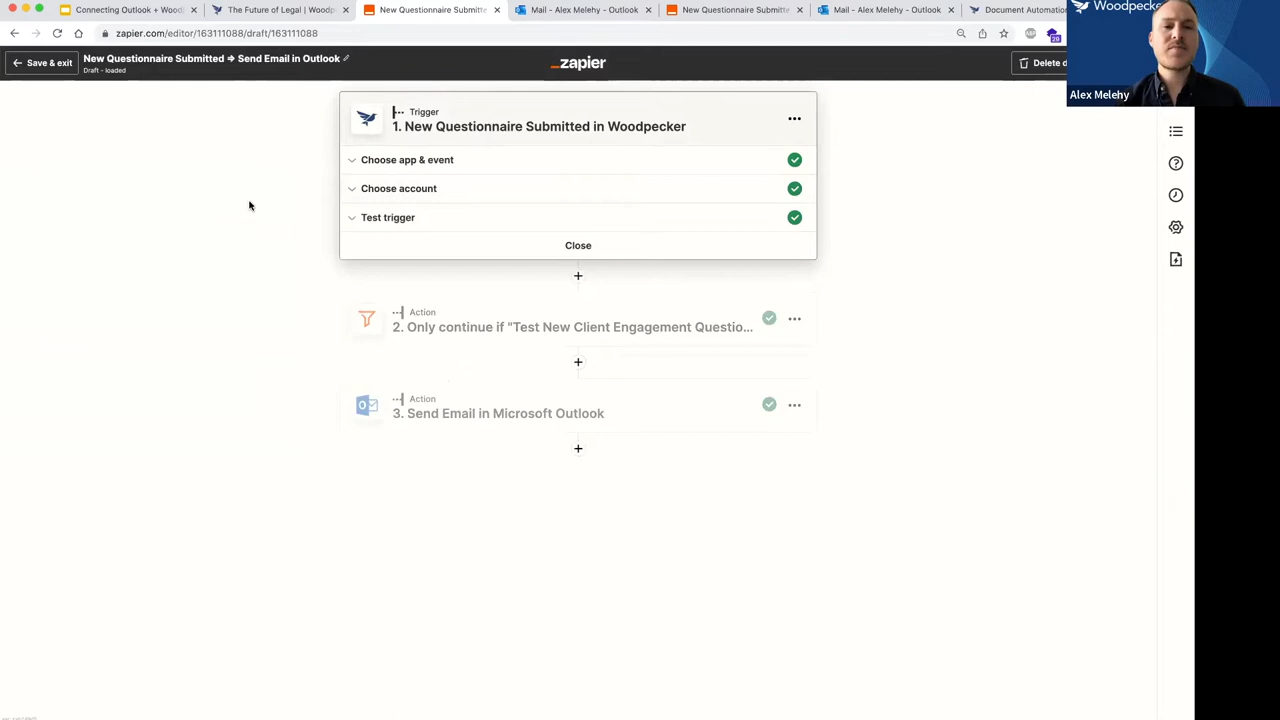 Connecting Outlook + Wood
The Future of Legal | Woodp
New Questionnaire Submitte
Mail - Alex Melehy - Outlook
New Questionnaire Submitte
Mail - Alex Melehy - Outlook
Document Automation
zapier.com/editor/163111088/draft/163111088
Woodpecke
Save & exit
New Questionnaire Submitted → Send Email in Outlook
Draft - loaded
zapier
Delete d
Alex Melehy
Trigger
1. New Questionnaire Submitted in Woodpecker
Choose app & event
Choose account
Test trigger
Close
Action
2. Only continue if "Test New Client Engagement Questio...
Action
3. Send Email in Microsoft Outlook